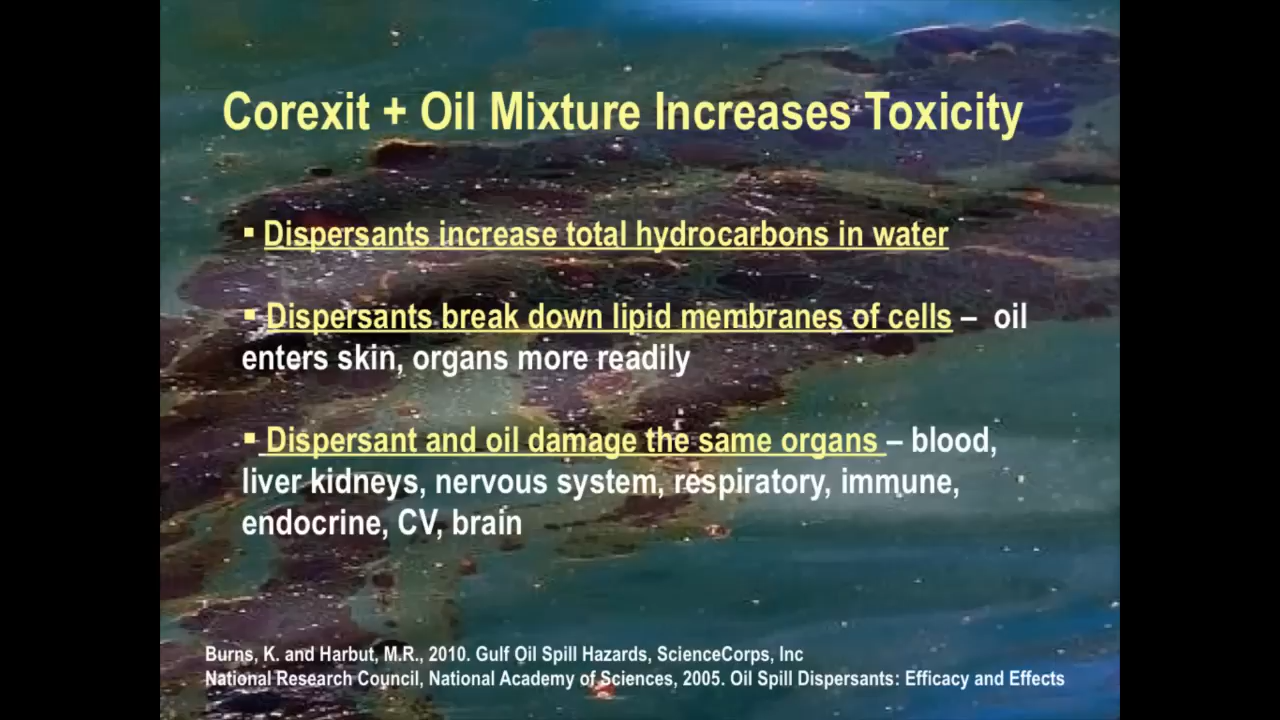 Corexit + Oil Mixture Increases Toxicity
▪ Dispersants increase total hydrocarbons in water
▪ Dispersants break down lipid membranes of cells – oil
enters skin, organs more readily
▪ Dispersant and oil damage the same organs – blood,
liver kidneys, nervous system, respiratory, immune,
endocrine, CV, brain
Burns, K. and Harbut, M.R., 2010. Gulf Oil Spill Hazards, ScienceCorps, Inc
National Research Council, National Academy of Sciences, 2005. Oil Spill Dispersants: Efficacy and Effects